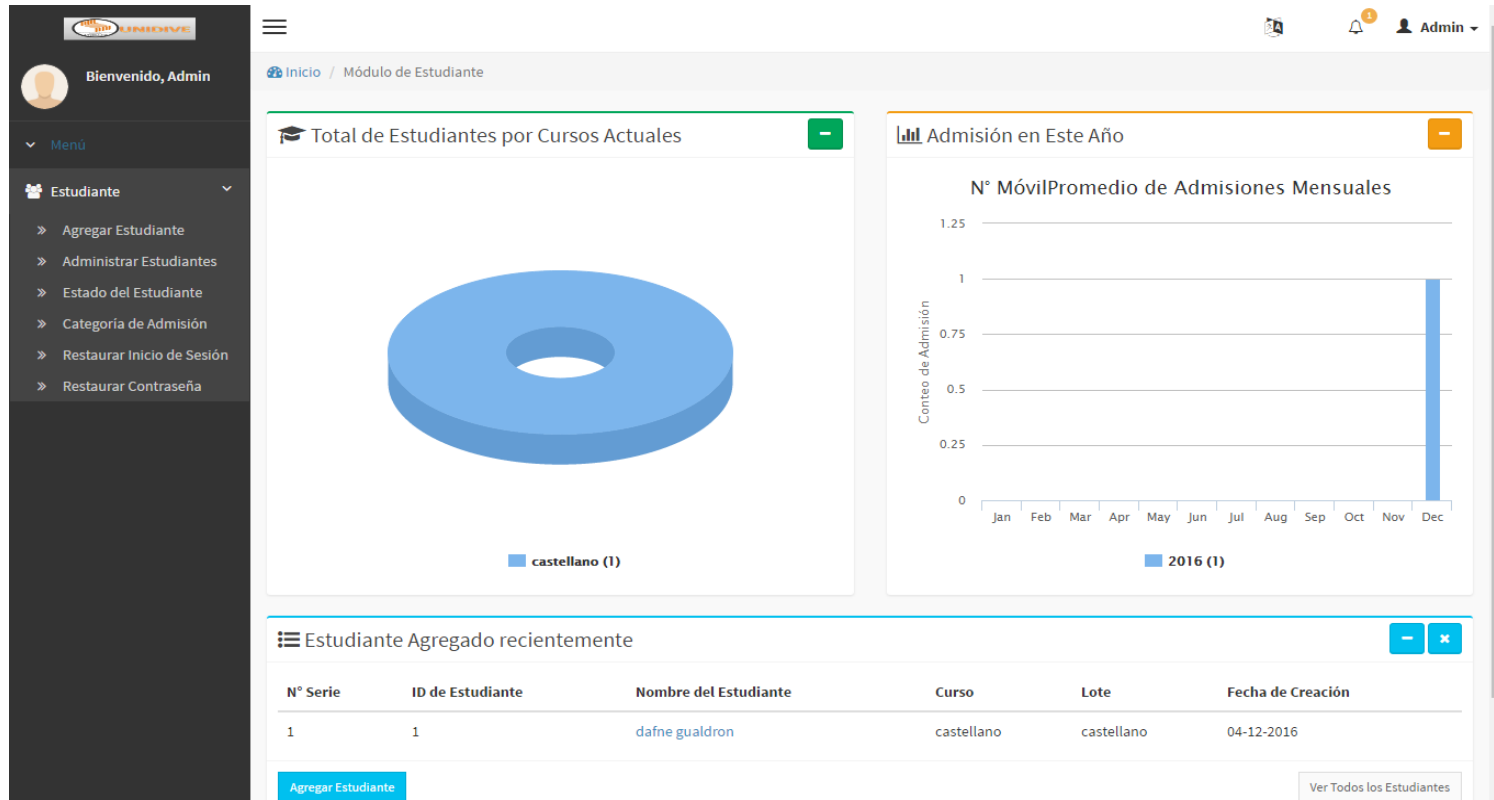 UNIDIVE
1
Admin
Bienvenido, Admin
Inicio / Módulo de Estudiante
Menú
Estudiante
Agregar Estudiante
Administrar Estudiantes
Estado del Estudiante
Categoría de Admisión
Restaurar Inicio de Sesión
Restaurar Contraseña
Total de Estudiantes por Cursos Actuales
castellano (1)
Admisión en Este Año
N° MóvilPromedio de Admisiones Mensuales
Conteo de Admisión
1.25
1
0.75
0.5
0.25
0
Jan Feb Mar Apr May Jun Jul Aug Sep Oct Nov Dec
2016 (1)
Estudiante Agregado recientemente
N° Serie ID de Estudiante Nombre del Estudiante Curso Lote Fecha de Creación
1 1 dafne gualdron castellano castellano 04-12-2016
Agregar Estudiante Ver Todos los Estudiantes